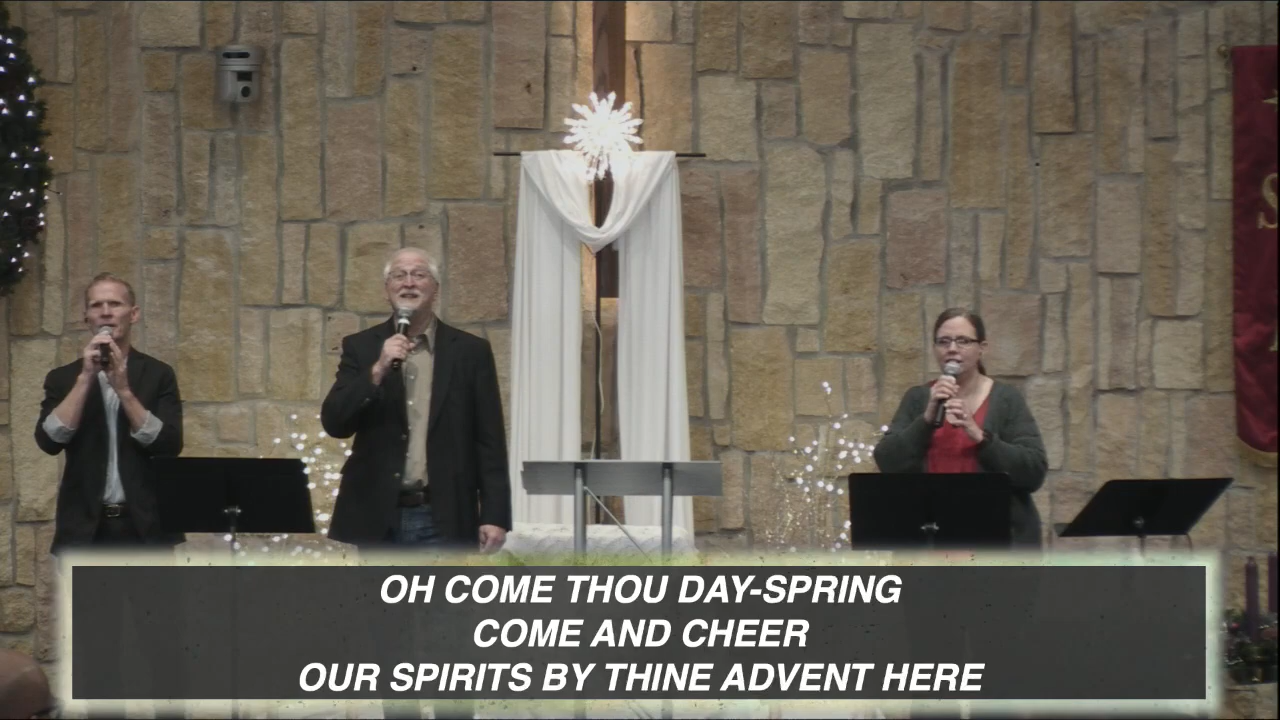 OH COME THOU DAY-SPRING
COME AND CHEER
OUR SPIRITS BY THINE ADVENT HERE